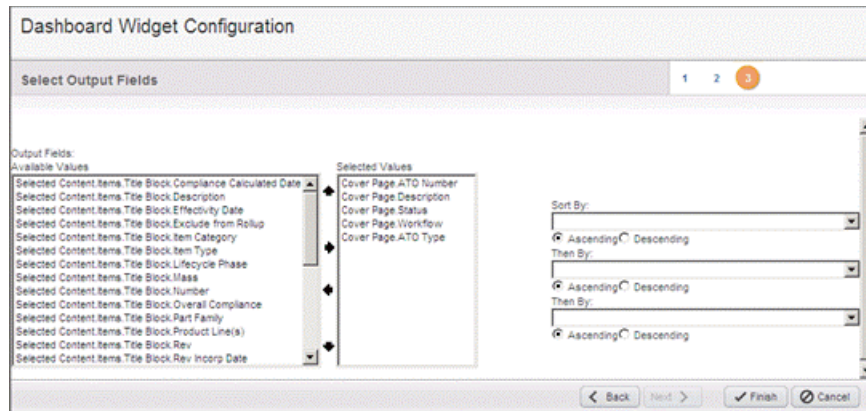 Dashboard Widget Configuration
Select Output Fields
1 2 3
Output Fields:
Available Values
Selected Content.Items.Title Block.Compliance Calculated Date
Selected Content.Items.Title Block.Description
Selected Content.Items.Title Block.Effectivity Date
Selected Content.Items.Title Block.Exclude from Rollup
Selected Content.Items.Title Block.Item Category
Selected Content.Items.Title Block.Item Type
Selected Content.Items.Title Block.Lifecycle Phase
Selected Content.Items.Title Block.Mass
Selected Content.Items.Title Block.Number
Selected Content.Items.Title Block.Overall Compliance
Selected Content.Items.Title Block.Part Family
Selected Content.Items.Title Block.Product Line(s)
Selected Content.Items.Title Block.Rev
Selected Content.Items.Title Block.Rev Incorp Date
Selected Values
Cover Page.ATO Number
Cover Page.Description
Cover Page.Status
Cover Page.Workflow
Cover Page.ATO Type
Sort By:
Ascending Descending
Then By:
Ascending Descending
Then By:
Ascending Descending
Back Next Finish Cancel